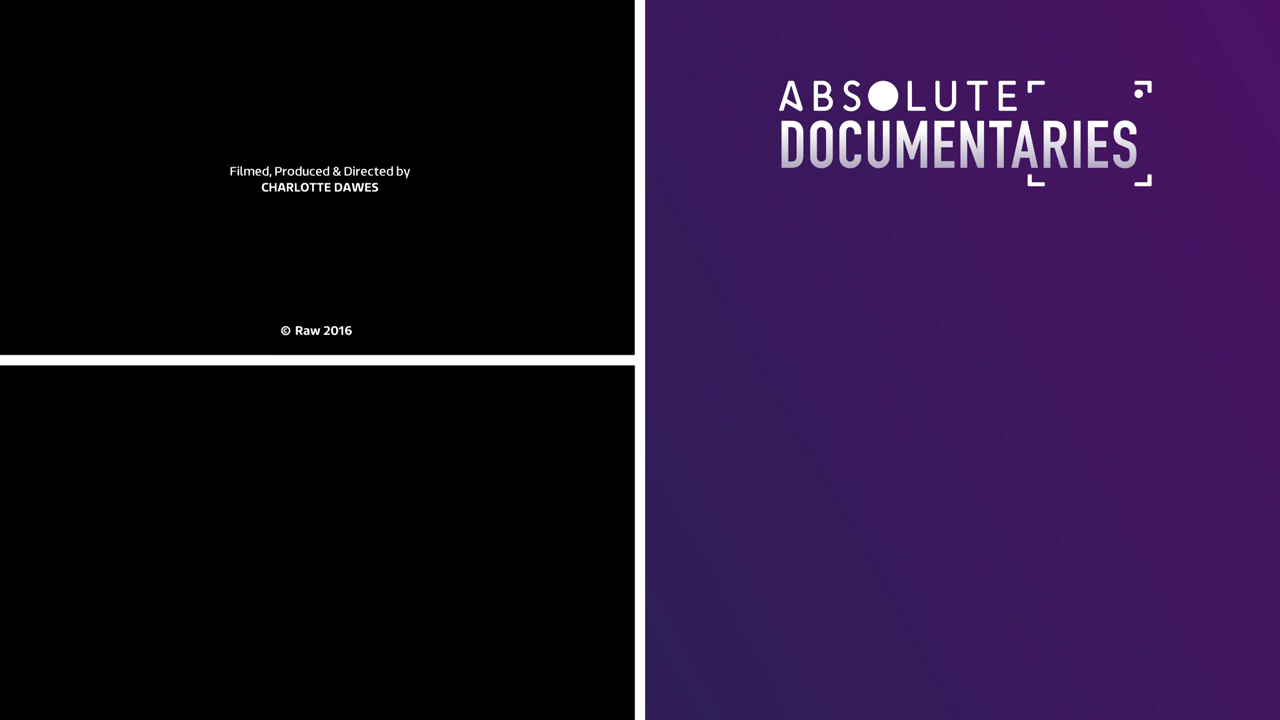 Filmed, Produced & Directed by
CHARLOTTE DAWES
© Raw 2016
ABSOLUTE
DOCUMENTARIES